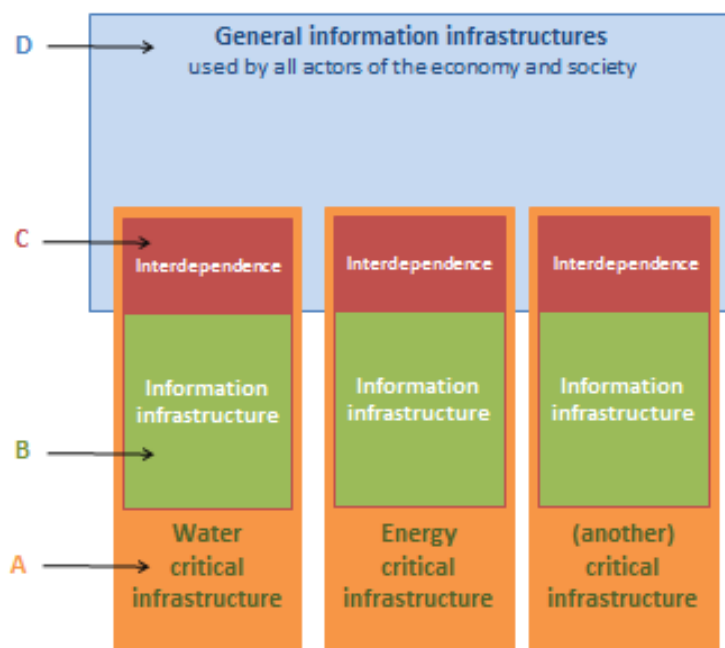 D
General information infrastructures
used by all actors of the economy and society
C
Interdependence
Interdependence
Interdependence
Information
infrastructure
Information
infrastructure
Information
infrastructure
B
Water
critical
infrastructure
Energy
critical
infrastructure
(another)
critical
infrastructure
A